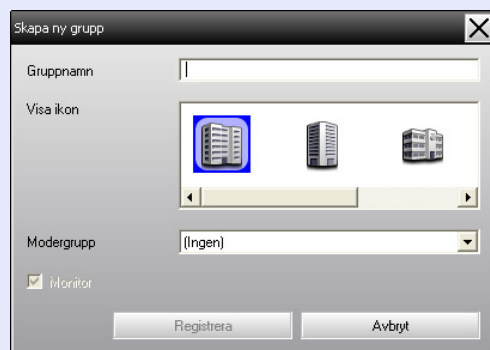 Skapa ny grupp
Gruppnamn
Visa ikon
Modergrupp
(Ingen)
Monitor
Registrera
Avbryt